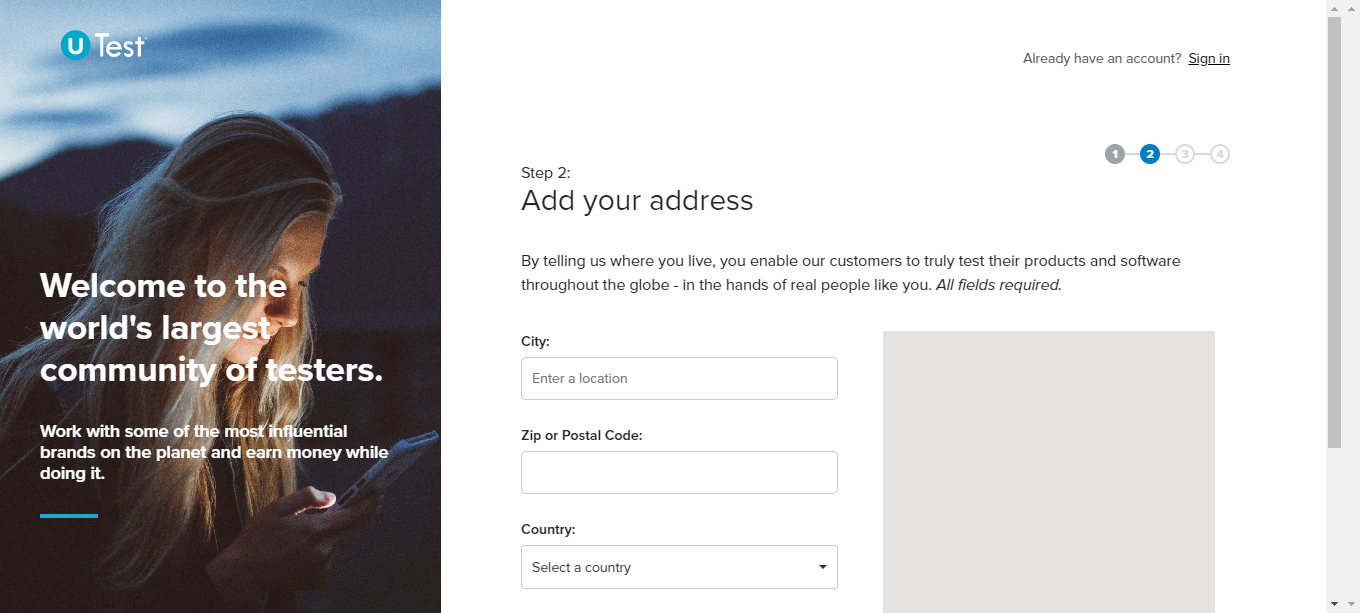 U Test
Already have an account? Sign in
1 2 3 4
Step 2:
Add your address
By telling us where you live, you enable our customers to truly test their products and software
throughout the globe - in the hands of real people like you. All fields required.
City:
Enter a location
Zip or Postal Code:
Country:
Select a country
Welcome to the
world's largest
community of testers.
Work with some of the most influential
brands on the planet and earn money while
doing it.